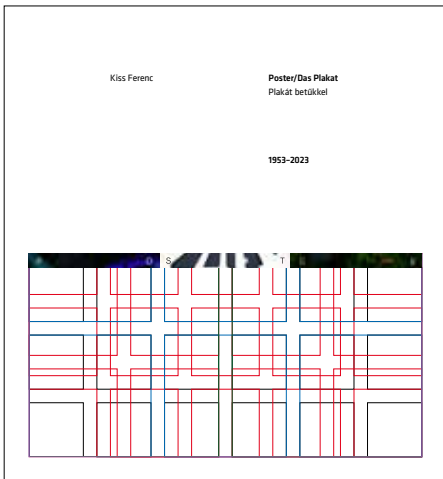 Kiss Ferenc
Poster/Das Plakat
Plakát betűkkel
1953–2023
O S T